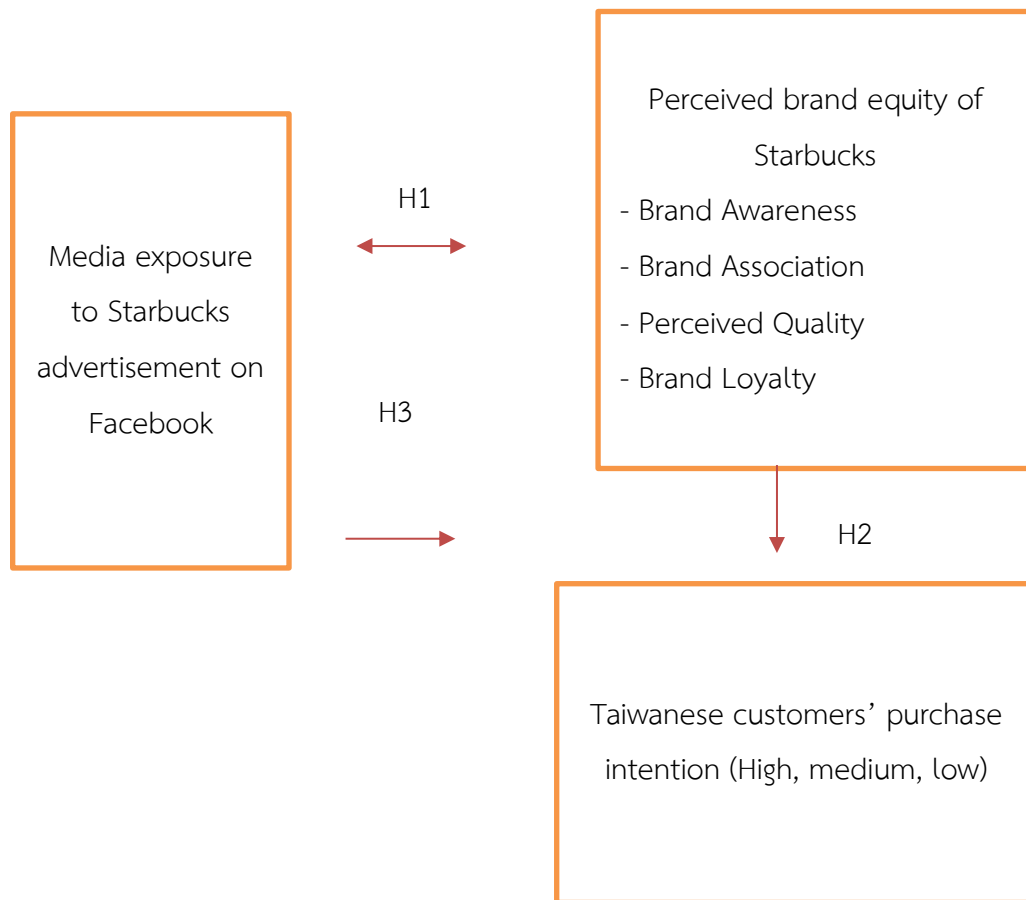 Media exposure
to Starbucks
advertisement on
Facebook
H1
H3
Perceived brand equity of
Starbucks
- Brand Awareness
- Brand Association
- Perceived Quality
- Brand Loyalty
H2
Taiwanese customers’ purchase
intention (High, medium, low)